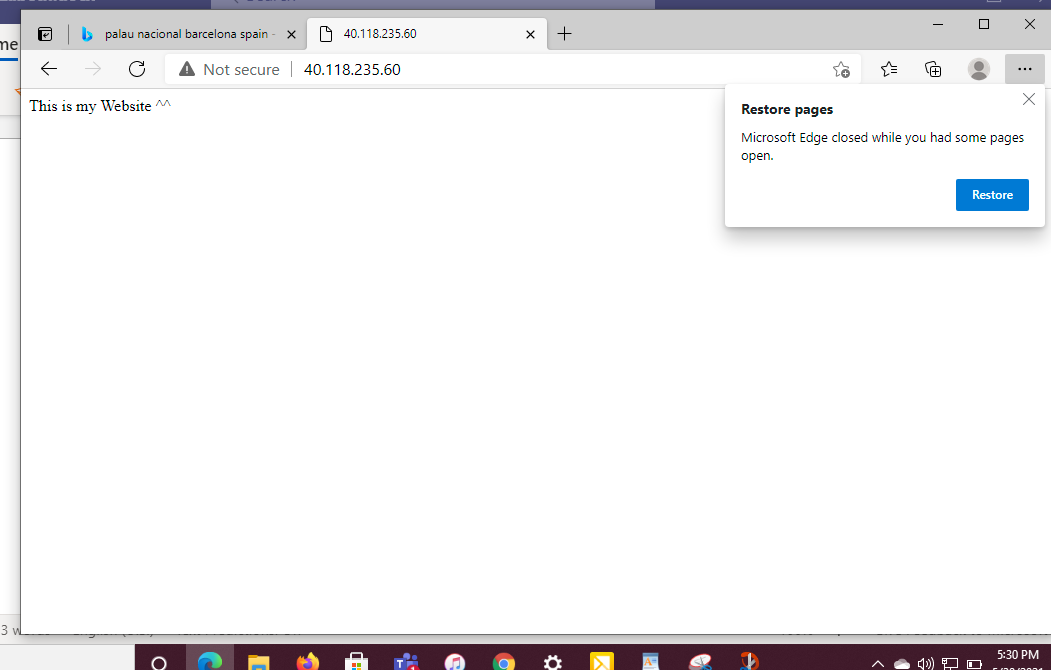 palau nacional barcelona spain -
40.118.235.60
Not secure
40.118.235.60
This is my Website ^^
Restore pages
Microsoft Edge closed while you had some pages
open.
Restore
5:30 PM